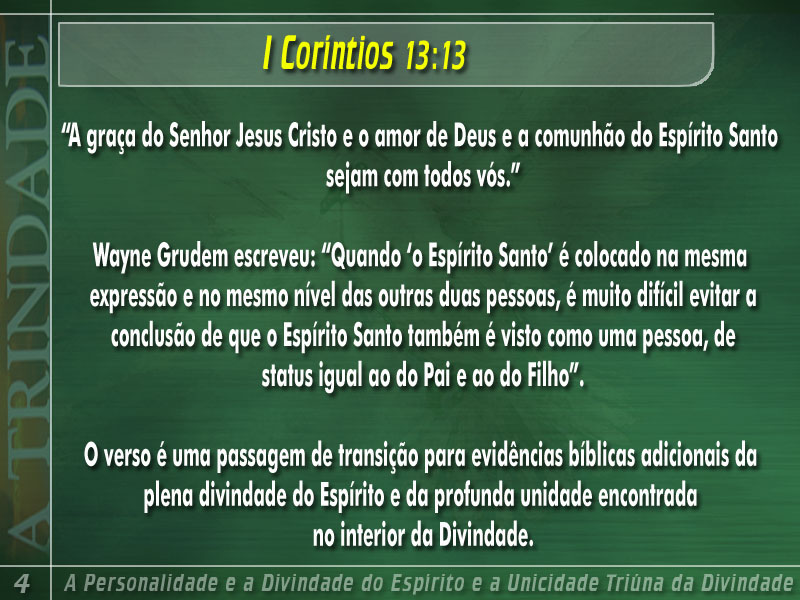 I Coríntios 13:13
“A graça do Senhor Jesus Cristo e o amor de Deus e a comunhão do Espírito Santo
sejam com todos vós.”
Wayne Grudem escreveu: “Quando ‘o Espírito Santo’ é colocado na mesma
expressão e no mesmo nível das outras duas pessoas, é muito difícil evitar a
conclusão de que o Espírito Santo também é visto como uma pessoa, de
status igual ao do Pai e ao do Filho”.
O verso é uma passagem de transição para evidências bíblicas adicionais da
plena divindade do Espírito e da profunda unidade encontrada
no interior da Divindade.
A TRINDADE
4
A Personalidade e a Divindade do Espírito e a Unicidade Triúna da Divindade